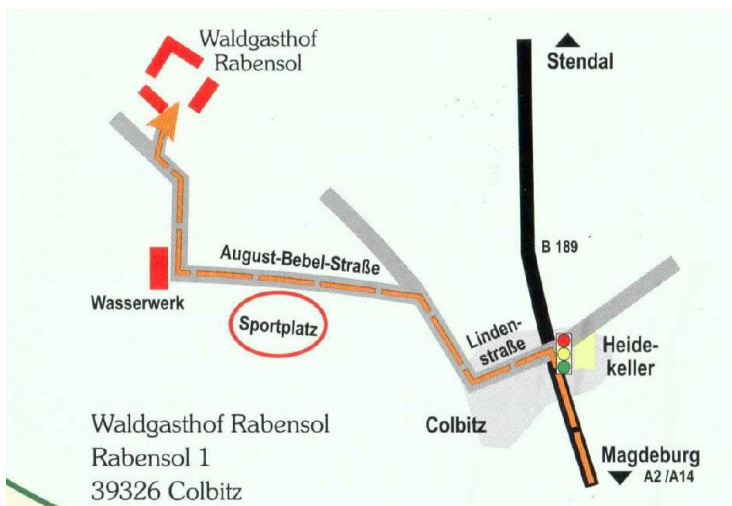 Waldgasthof
Rabensol
Stendal
B 189
August-Bebel-Straße
Wasserwerk
Sportplatz
Linden-
straße
Heide-
keller
Colbitz
Magdeburg
A2 /A14
Waldgasthof Rabensol
Rabensol 1
39326 Colbitz